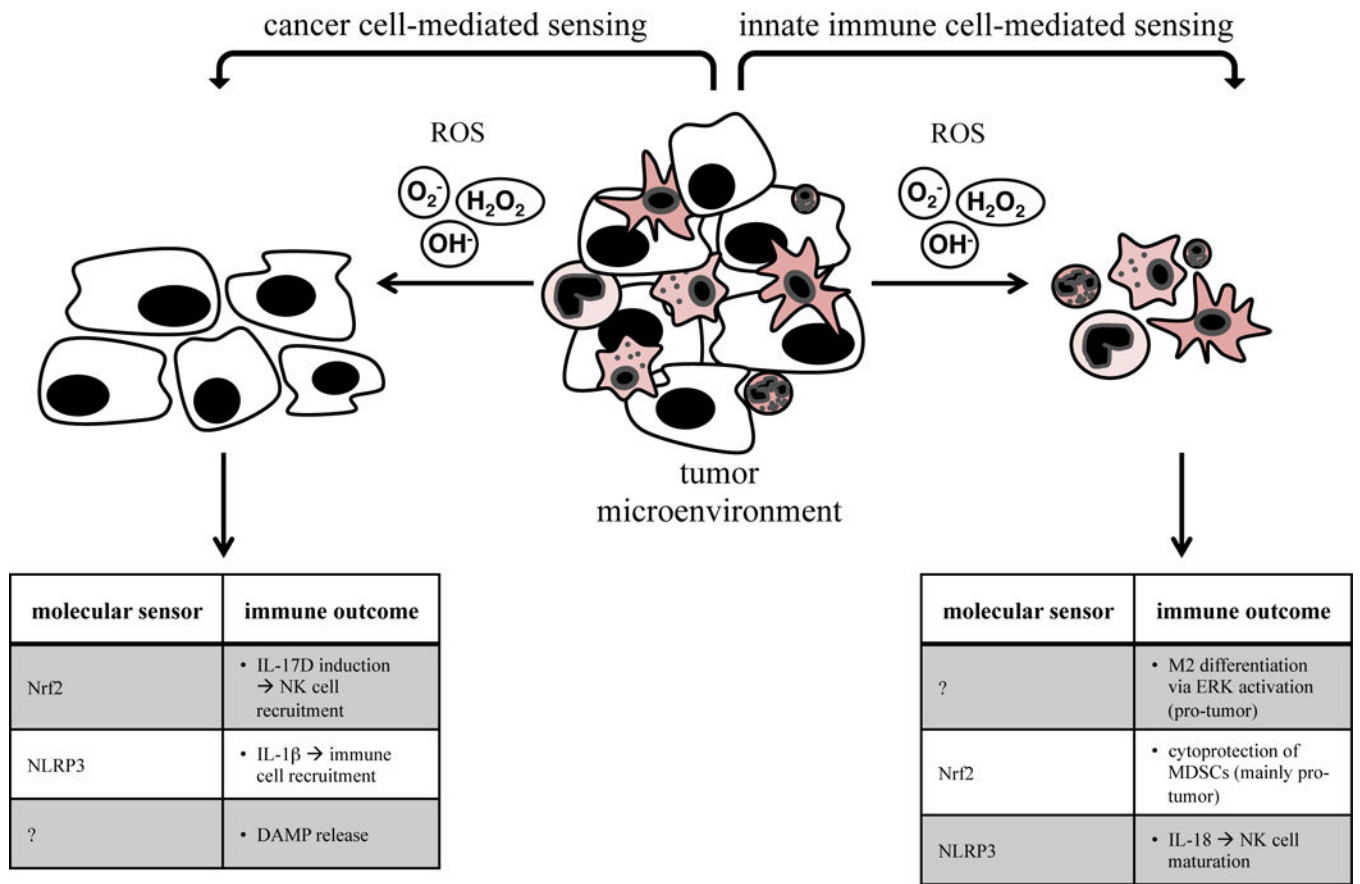 cancer cell-mediated sensing
innate immune cell-mediated sensing
ROS
O₂⁻
H₂O₂
OH⁻
ROS
O₂⁻
H₂O₂
OH⁻
tumor
microenvironment
molecular sensor
immune outcome
Nrf2
• IL-17D induction
→ NK cell
recruitment
NLRP3
• IL-1β → immune
cell recruitment
?
• DAMP release
molecular sensor
immune outcome
?
• M2 differentiation
via ERK activation
(pro-tumor)
Nrf2
• cytoprotection of
MDSCs (mainly pro-
tumor)
NLRP3
• IL-18 → NK cell
maturation